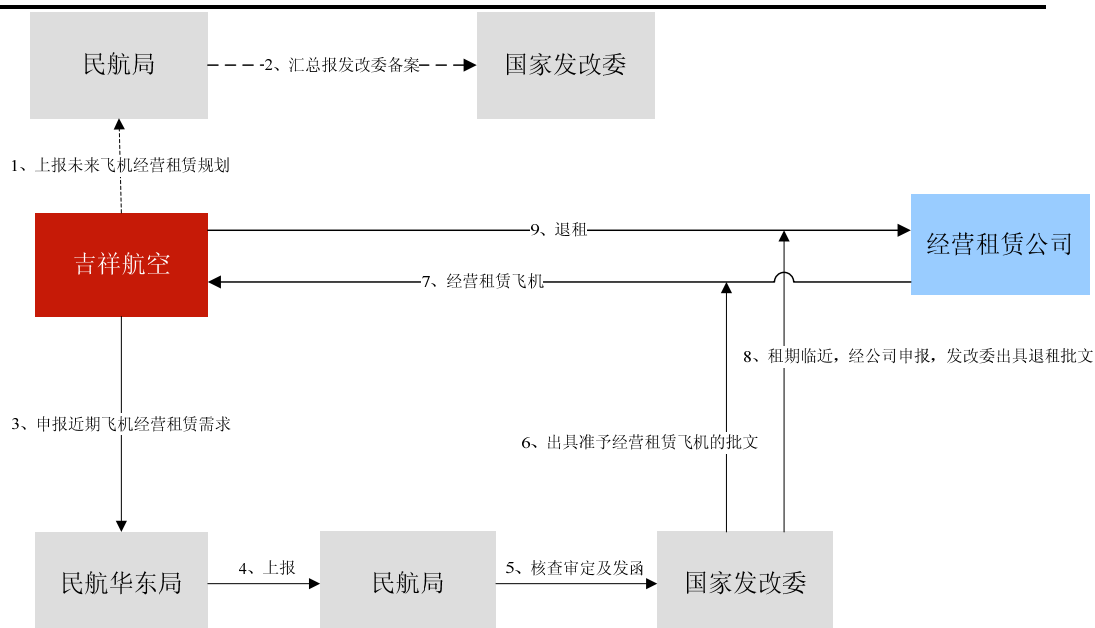 民航局
2、汇总报发改委备案
国家发改委
1、上报未来飞机经营租赁规划
9、退租
经营租赁公司
吉祥航空
7、经营租赁飞机
8、租期临近，经公司申报，发改委出具退租批文
3、申报近期飞机经营租赁需求
6、出具准予经营租赁飞机的批文
民航华东局
4、上报
民航局
5、核查审定及发函
国家发改委